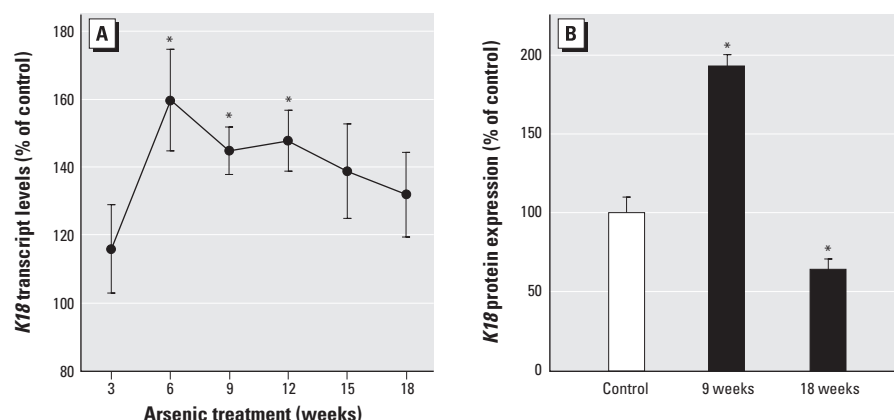 A
K18 transcript levels (% of control)
180
160
140
120
100
80
*
*
*
3 6 9 12 15 18
Arsenic treatment (weeks)
B
K18 protein expression (% of control)
200
150
100
50
0
*
*
Control 9 weeks 18 weeks